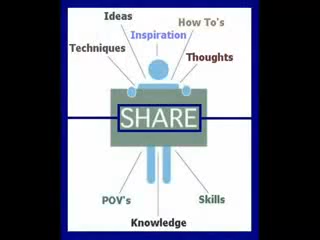 Ideas
How To's
Inspiration
Techniques
Thoughts
SHARE
POV's
Skills
Knowledge